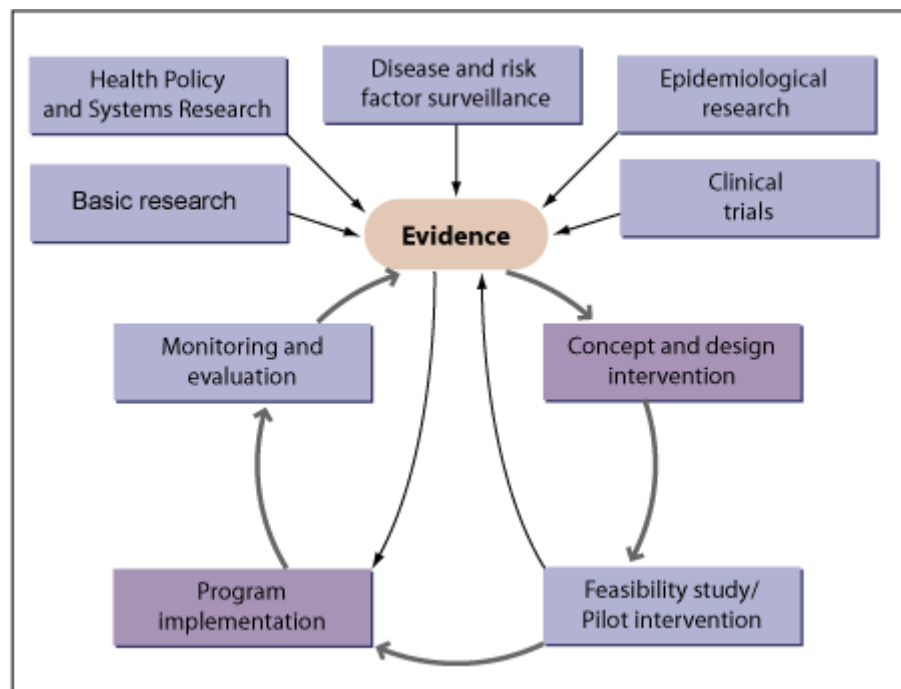 Health Policy
and Systems Research
Disease and risk
factor surveillance
Epidemiological
research
Basic research
Clinical
trials
Evidence
Monitoring and
evaluation
Concept and design
intervention
Program
implementation
Feasibility study/
Pilot intervention